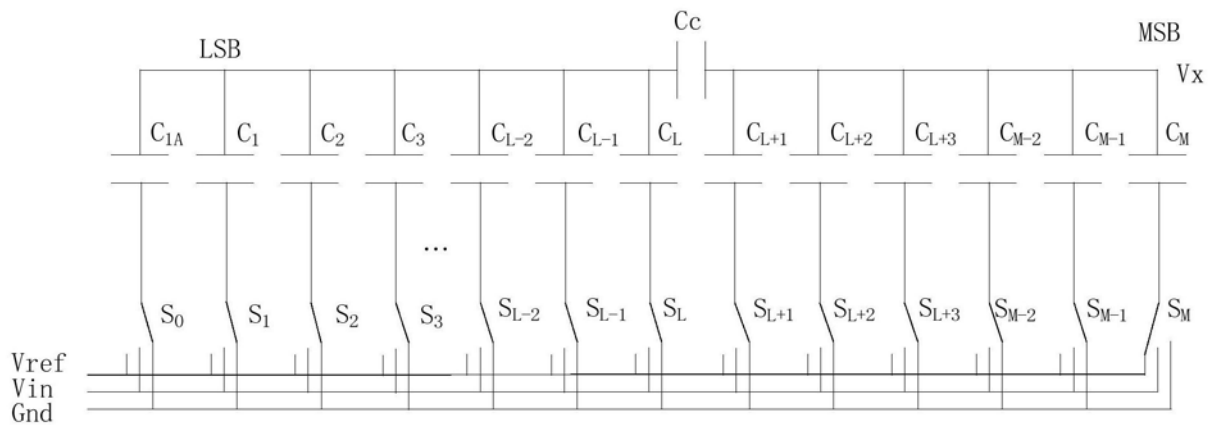 Cc
LSB MSB
Vx
C1A C1 C2 C3 CL-2 CL-1 CL CL+1 CL+2 CL+3 CM-2 CM-1 CM
...
S0 S1 S2 S3 SL-2 SL-1 SL SL+1 SL+2 SL+3 SM-2 SM-1 SM
Vref
Vin
Gnd